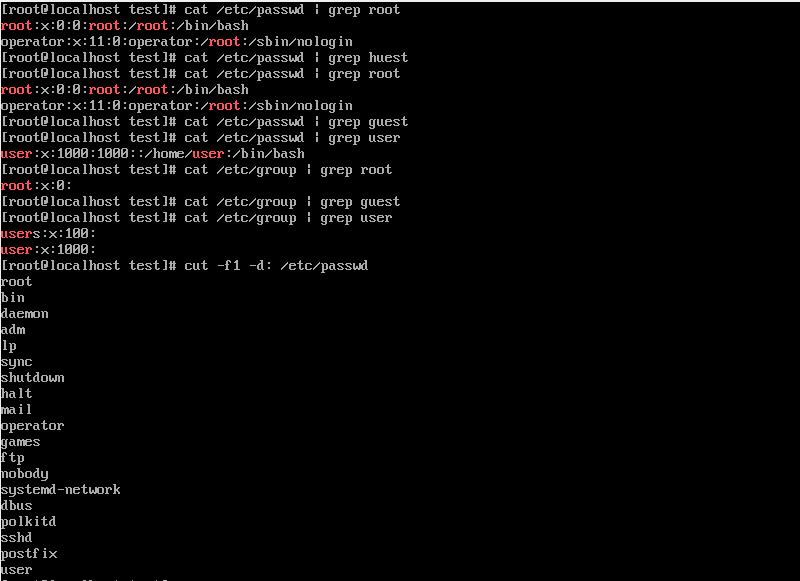 [root@localhost test]# cat /etc/passwd | grep root
root:x:0:0:root:/root:/bin/bash
operator:x:11:0:operator:/root:/sbin/nologin
[root@localhost test]# cat /etc/passwd | grep huest
[root@localhost test]# cat /etc/passwd | grep root
root:x:0:0:root:/root:/bin/bash
operator:x:11:0:operator:/root:/sbin/nologin
[root@localhost test]# cat /etc/passwd | grep guest
[root@localhost test]# cat /etc/passwd | grep user
user:x:1000:1000::/home/user:/bin/bash
[root@localhost test]# cat /etc/group | grep root
root:x:0:
[root@localhost test]# cat /etc/group | grep guest
[root@localhost test]# cat /etc/group | grep user
users:x:100:
user:x:1000:
[root@localhost test]# cut -f1 -d: /etc/passwd
root
bin
daemon
adm
lp
sync
shutdown
halt
mail
operator
games
ftp
nobody
systemd-network
dbus
polkitd
sshd
postfix
user